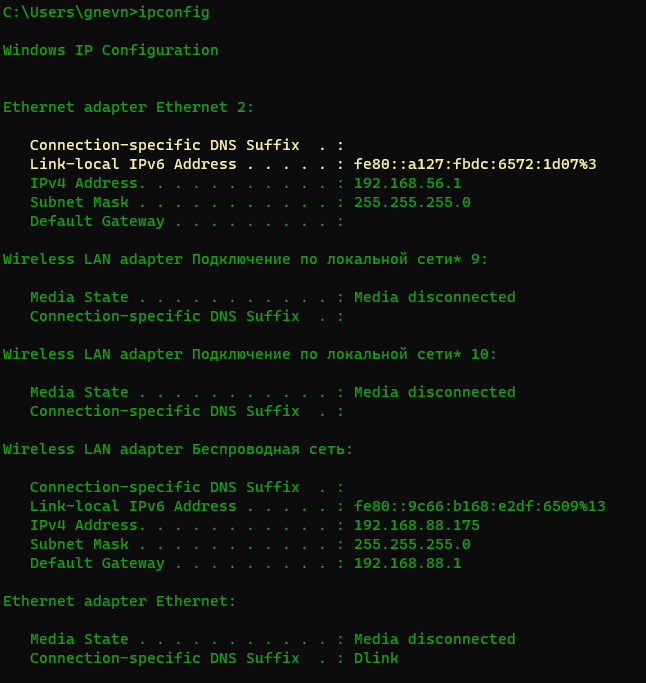 C:\Users\gnevn>ipconfig
Windows IP Configuration
Ethernet adapter Ethernet 2:
Connection-specific DNS Suffix  . :
Link-local IPv6 Address . . . . . : fe80::a127:fbdc:6572:1d07%3
IPv4 Address. . . . . . . . . . . : 192.168.56.1
Subnet Mask . . . . . . . . . . . : 255.255.255.0
Default Gateway . . . . . . . . . :
Wireless LAN adapter Подключение по локальной сети* 9:
Media State . . . . . . . . . . . : Media disconnected
Connection-specific DNS Suffix  . :
Wireless LAN adapter Подключение по локальной сети* 10:
Media State . . . . . . . . . . . : Media disconnected
Connection-specific DNS Suffix  . :
Wireless LAN adapter Беспроводная сеть:
Connection-specific DNS Suffix  . :
Link-local IPv6 Address . . . . . : fe80::9c66:b168:e2df:6509%13
IPv4 Address. . . . . . . . . . . : 192.168.88.175
Subnet Mask . . . . . . . . . . . : 255.255.255.0
Default Gateway . . . . . . . . . : 192.168.88.1
Ethernet adapter Ethernet:
Media State . . . . . . . . . . . : Media disconnected
Connection-specific DNS Suffix  . : Dlink